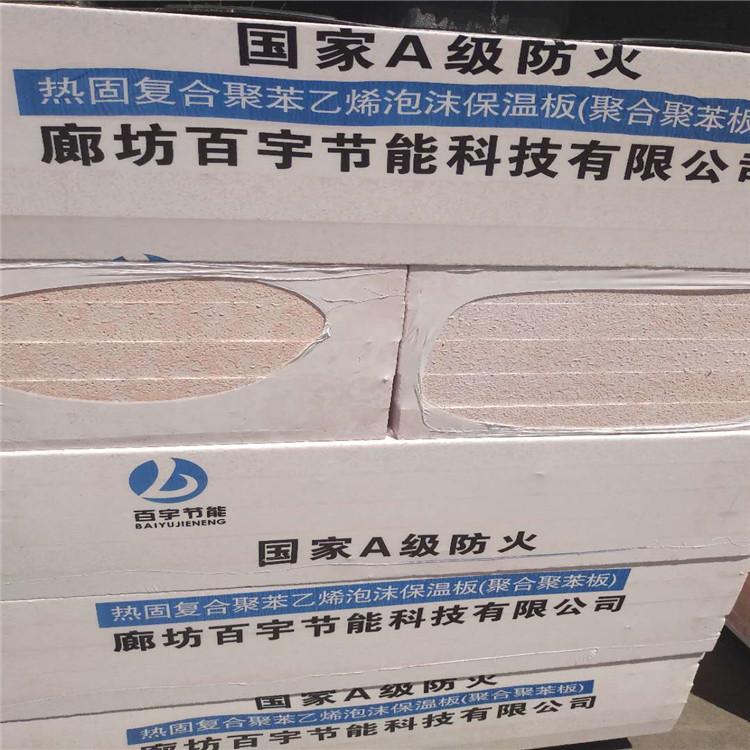 国家A级防火
热固复合聚苯乙烯泡沫保温板(聚合聚苯板
廊坊百宇节能科技有限公司
百宇节能
BAIYUJIENENG
国家A级防火
热固复合聚苯乙烯泡沫保温板(聚合聚苯板)
廊坊百宇节能科技有限公司
国家A级防火
热固复合聚苯乙烯泡沫保温板(聚合聚苯板)
廊坊百宇节能科技有限公司